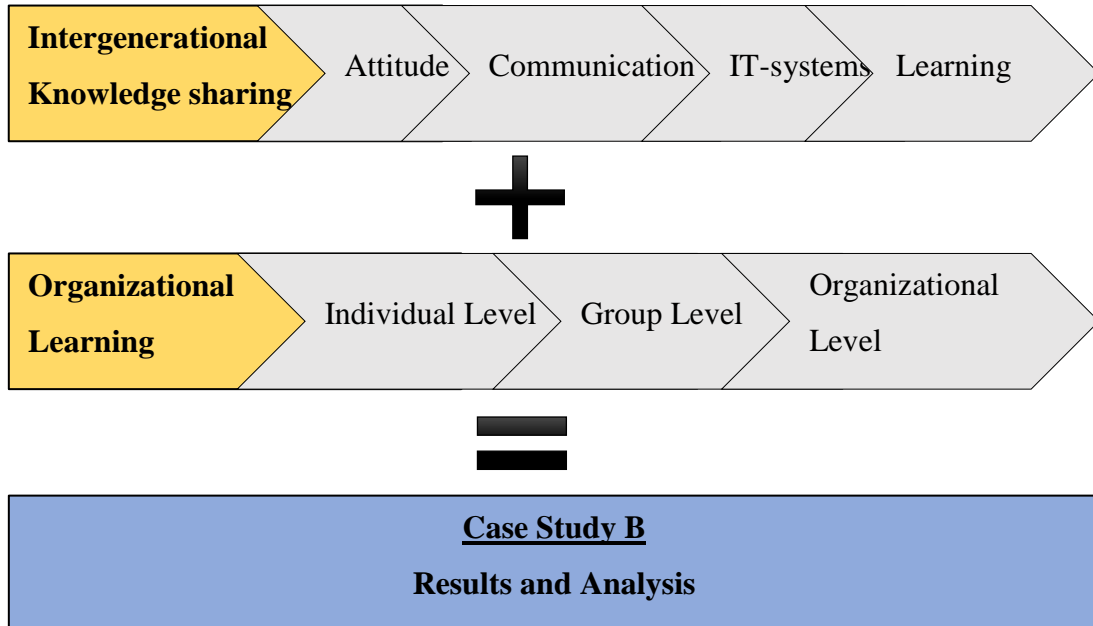 Intergenerational
Knowledge sharing
Attitude
Communication
IT-systems
Learning
Organizational
Learning
Individual Level
Group Level
Organizational
Level
Case Study B
Results and Analysis